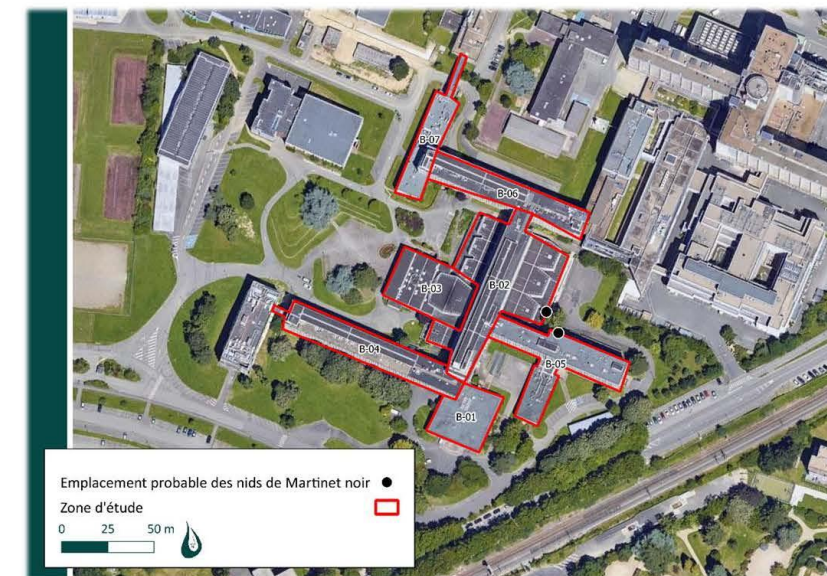 B-07
B-06
B-02
B-03
B-04
B-05
B-01
Emplacement probable des nids de Martinet noir
Zone d'étude
0 25 50 m